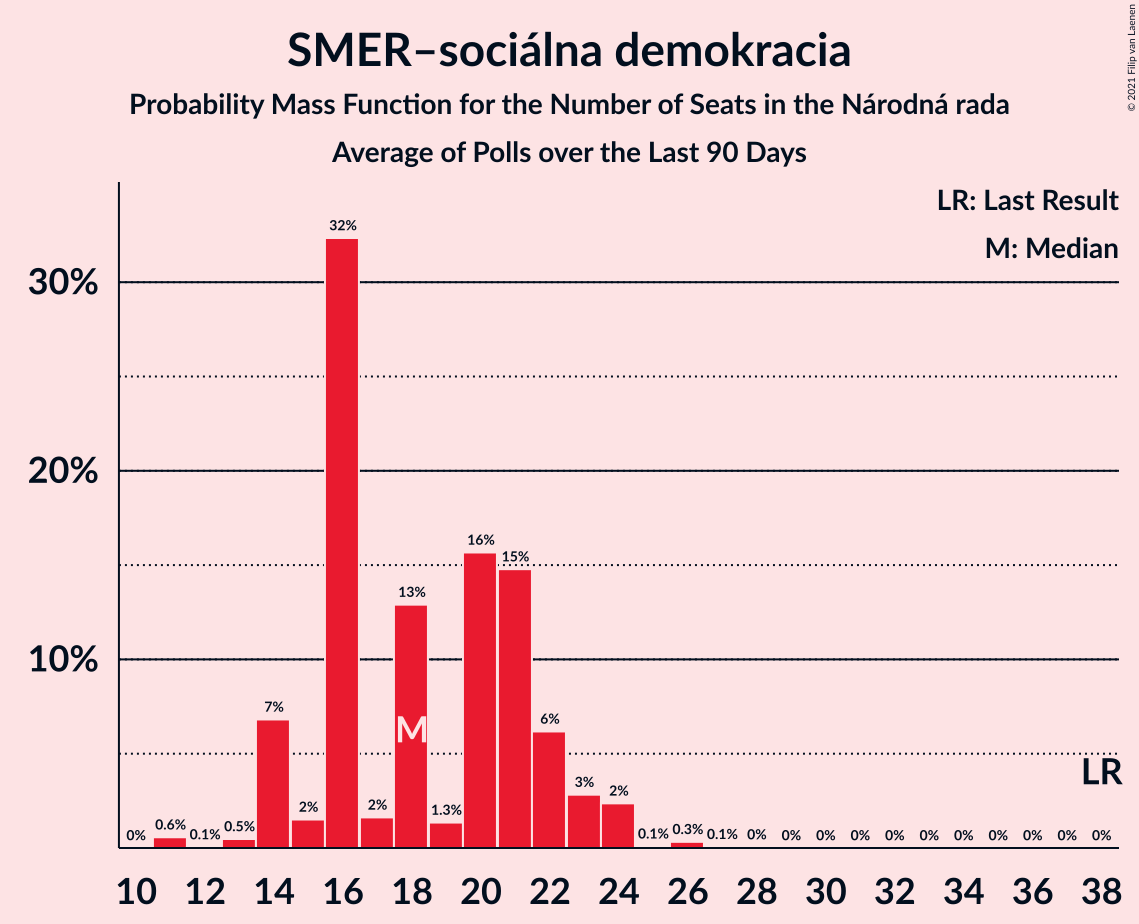 SMER–sociálna demokracia
Probability Mass Function for the Number of Seats in the Národná rada
Average of Polls over the Last 90 Days
© 2021 Filip van Laenen
LR: Last Result
M: Median
30%
20%
10%
0% 0.6% 0.1% 0.5% 7% 2% 32% 2% 13% 1.3% 16% 15% 6% 3% 2% 0.1% 0.3% 0.1% 0% 0% 0% 0% 0% 0% 0% 0% 0% 0% 0%
M
LR
10 12 14 16 18 20 22 24 26 28 30 32 34 36 38